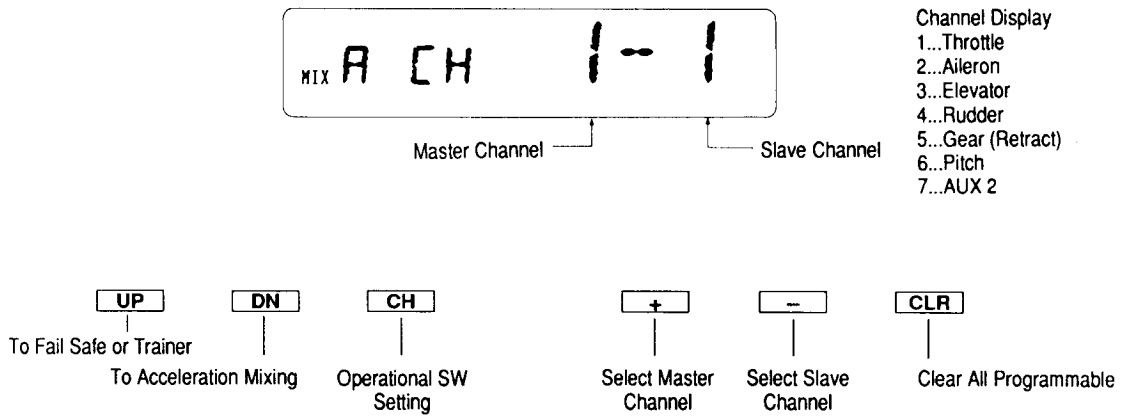 MIX A CH 1-1
Master Channel
Slave Channel
Channel Display
1...Throttle
2...Aileron
3...Elevator
4...Rudder
5...Gear (Retract)
6...Pitch
7...AUX 2
UP
DN
CH
+
−
CLR
To Fail Safe or Trainer
To Acceleration Mixing
Operational SW
Setting
Select Master
Channel
Select Slave
Channel
Clear All Programmable